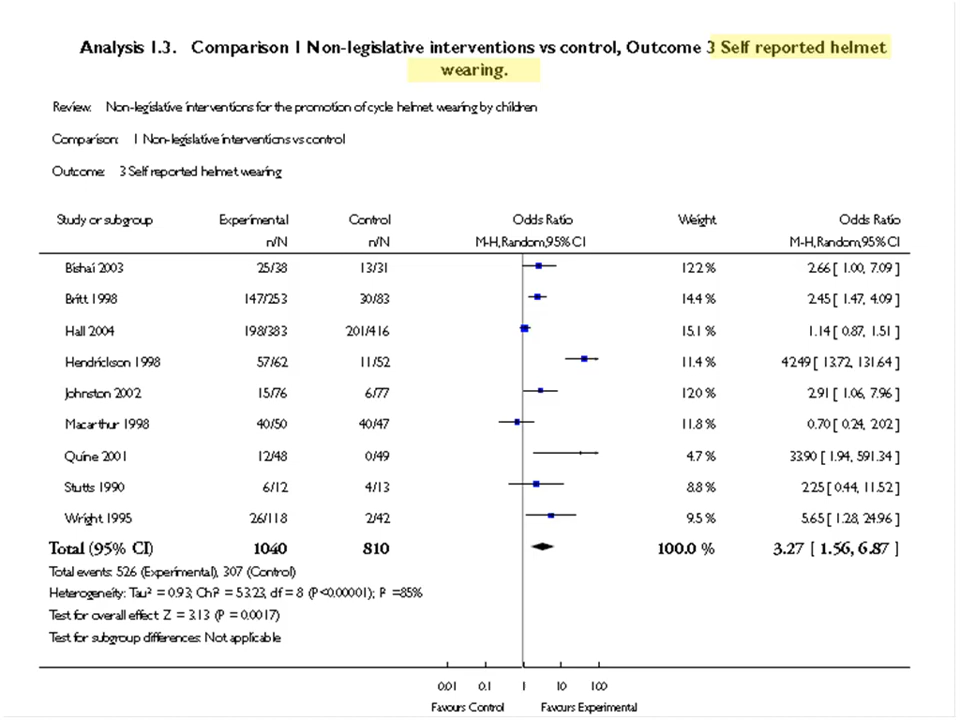 Analysis 1.3. Comparison 1 Non-legislative interventions vs control, Outcome 3 Self reported helmet
wearing.
Review: Non-legislative interventions for the promotion of cycle helmet wearing by children
Comparison: 1 Non-legislative interventions vs control
Outcome: 3 Self reported helmet wearing
Study or subgroup Experimental Control Odds Ratio Weight Odds Ratio
n/N n/N M-H,Random,95% CI M-H,Random,95% CI
Bishai 2003 25/38 13/31 12.2 % 2.66 [ 1.00, 7.09 ]
Britt 1998 147/253 30/83 14.4 % 2.45 [ 1.47, 4.09 ]
Hall 2004 198/383 201/416 15.1 % 1.14 [ 0.87, 1.51 ]
Hendrickson 1998 57/62 11/52 11.4 % 42.49 [ 13.72, 131.64 ]
Johnston 2002 15/76 6/77 12.0 % 2.91 [ 1.06, 7.96 ]
Macarthur 1998 40/50 40/47 11.8 % 0.70 [ 0.24, 2.02 ]
Quine 2001 12/48 0/49 4.7 % 33.90 [ 1.94, 591.34 ]
Stutts 1990 6/12 4/13 8.8 % 2.25 [ 0.44, 11.52 ]
Wright 1995 26/118 2/42 9.5 % 5.65 [ 1.28, 24.96 ]
Total (95% CI) 1040 810 100.0 % 3.27 [ 1.56, 6.87 ]
Total events: 526 (Experimental), 307 (Control)
Heterogeneity: Tau² = 0.93; Chi² = 53.23, df = 8 (P<0.00001); I² =85%
Test for overall effect: Z = 3.13 (P = 0.0017)
Test for subgroup differences: Not applicable
0.01 0.1 1 10 100
Favours Control Favours Experimental